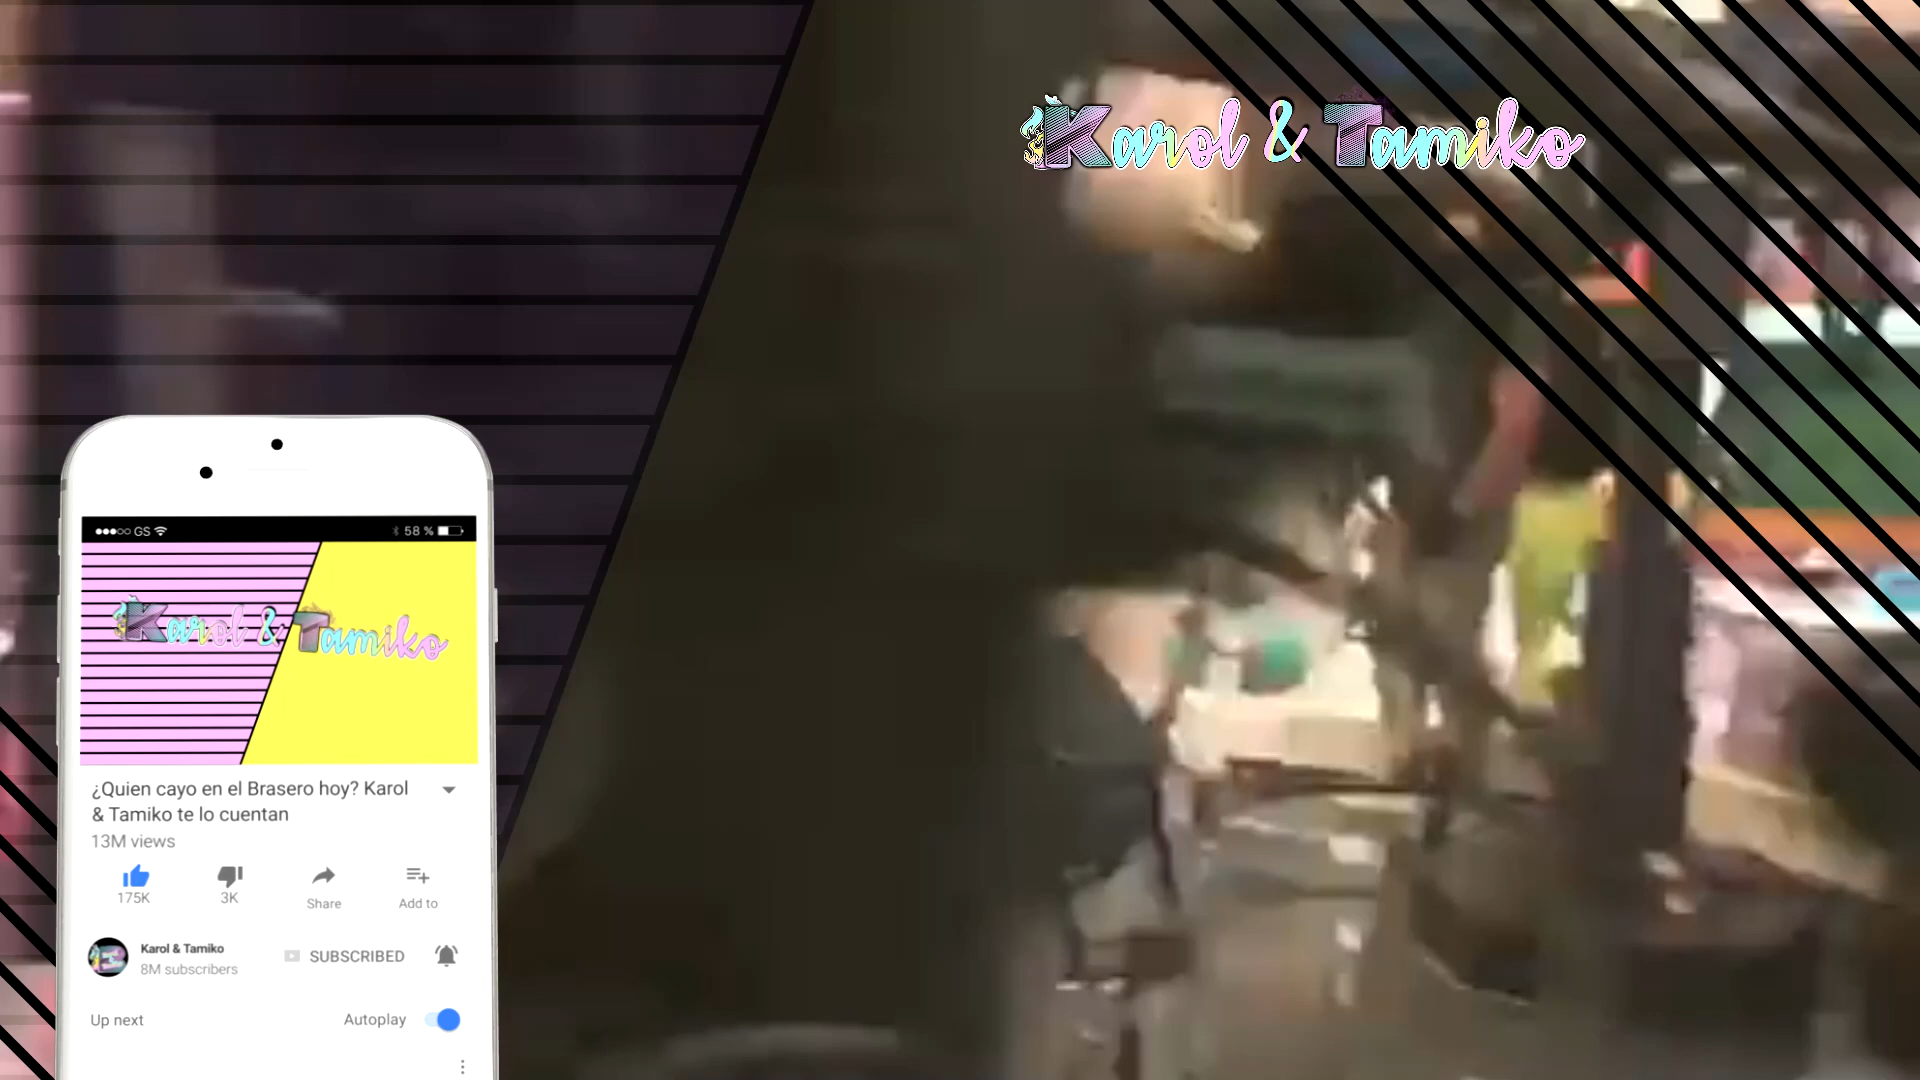 Karol & Tamiko
GS 58 %
Karol & Tamiko
¿Quien cayo en el Brasero hoy? Karol
& Tamiko te lo cuentan
13M views
175K 3K Share Add to
Karol & Tamiko
8M subscribers
SUBSCRIBED
Up next Autoplay